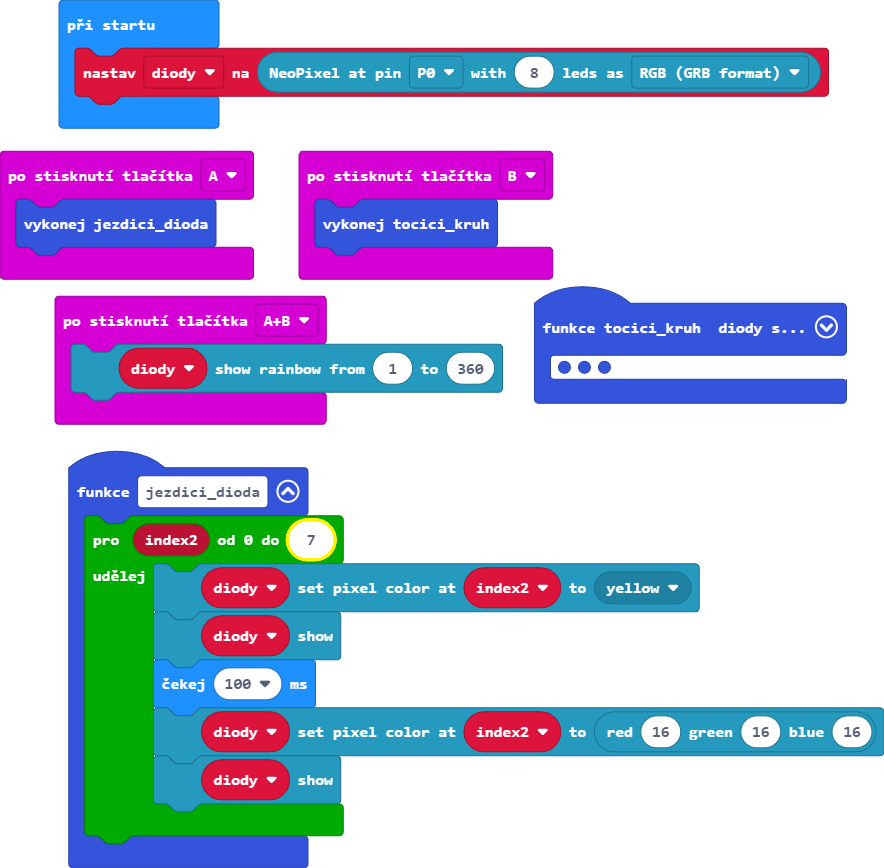 při startu
nastav diody na NeoPixel at pin P0 with 8 leds as RGB (GRB format)
po stisknutí tlačítka A
vykonej jezdici_dioda
po stisknutí tlačítka B
vykonej tocici_kruh
po stisknutí tlačítka A+B
diody show rainbow from 1 to 360
funkce tocici_kruh diody s...
funkce jezdici_dioda
pro index2 od 0 do 7
udělej
diody set pixel color at index2 to yellow
diody show
čekej 100 ms
diody set pixel color at index2 to red 16 green 16 blue 16
diody show